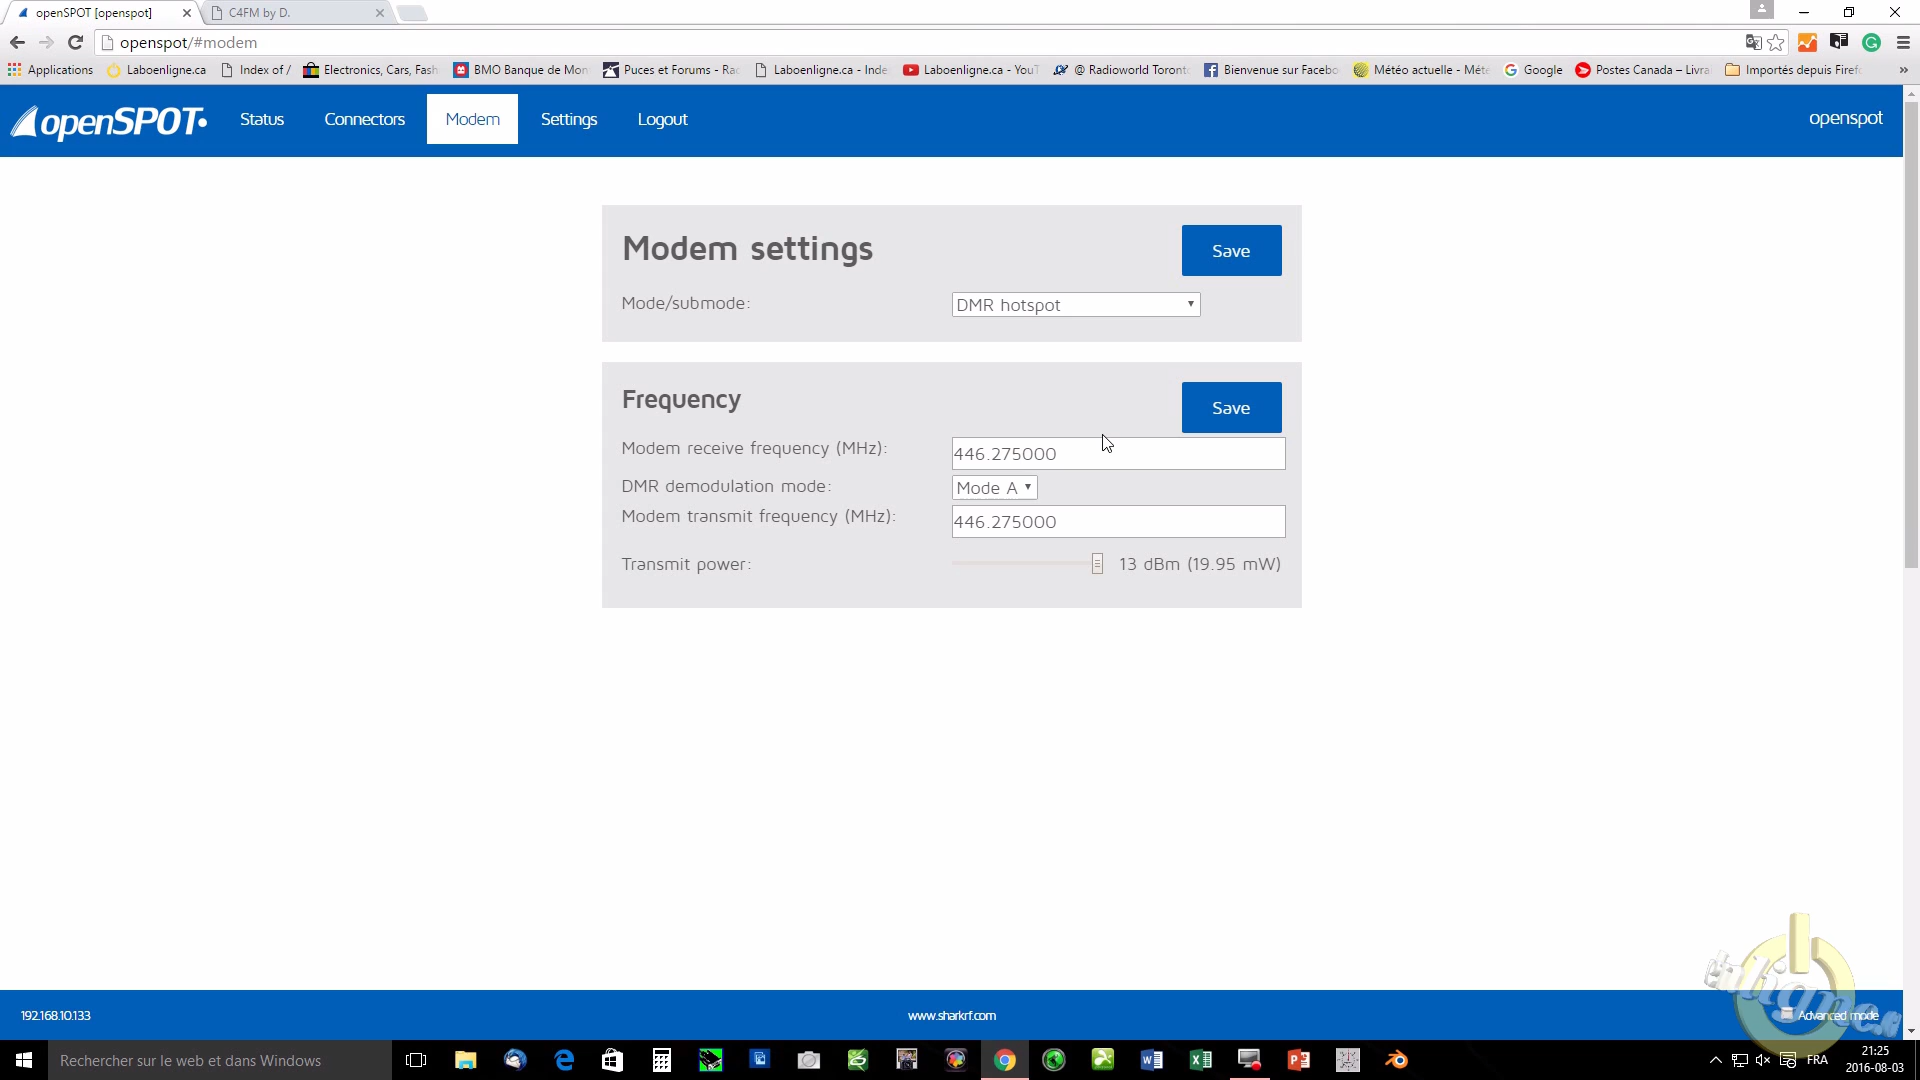 openSPOT [openspot]
C4FM by D.
openspot/#modem
Applications
Laboenligne.ca
Index of /
Electronics, Cars, Fash
BMO Banque de Mon
Puces et Forums - Rac
Laboenligne.ca - Inde
Laboenligne.ca - YouT
@ Radioworld Toront
Bienvenue sur Facebo
Météo actuelle - Mété
Google
Postes Canada – Livrai
Importés depuis Firef
»
openSPOT
Status
Connectors
Modem
Settings
Logout
openspot
Modem settings
Save
Mode/submode:
DMR hotspot
Frequency
Save
Modem receive frequency (MHz):
446.275000
DMR demodulation mode:
Mode A
Modem transmit frequency (MHz):
446.275000
Transmit power:
13 dBm (19.95 mW)
192.168.10.133
www.sharkrf.com
Advanced mode
Rechercher sur le web et dans Windows
FRA
21:25
2016-08-03